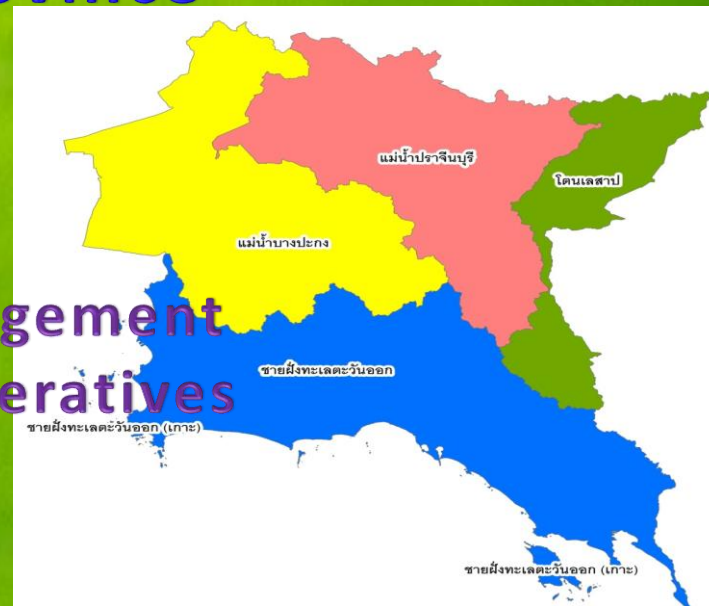 แม่น้ำปราจีนบุรี
โตนเลสาป
แม่น้ำบางปะกง
gement
ชายฝั่งทะเลตะวันออก
eratives
ชายฝั่งทะเลตะวันออก (เกาะ)
ชายฝั่งทะเลตะวันออก (เกาะ)